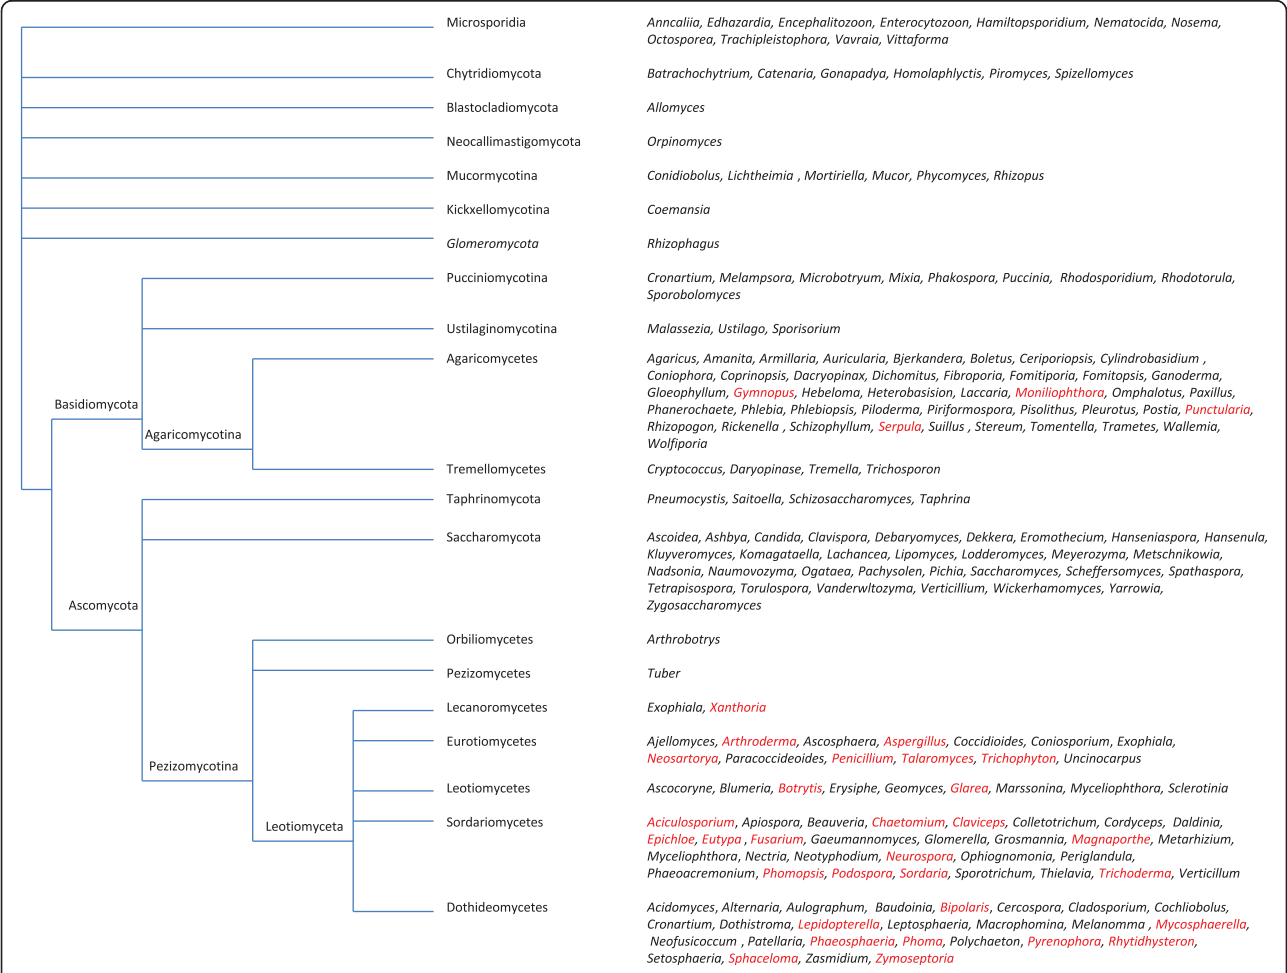 Microsporidia Anncaliia, Edhazardia, Encephalitozoon, Enterocytozoon, Hamiltopsporidium, Nematocida, Nosema,
Octosporea, Trachipleistophora, Vavraia, Vittaforma
Chytridiomycota Batrachochytrium, Catenaria, Gonapadya, Homolaphlyctis, Piromyces, Spizellomyces
Blastocladiomycota Allomyces
Neocallimastigomycota Orpinomyces
Mucormycotina Conidiobolus, Lichtheimia , Mortiriella, Mucor, Phycomyces, Rhizopus
Kickxellomycotina Coemansia
Glomeromycota Rhizophagus
Pucciniomycotina Cronartium, Melampsora, Microbotryum, Mixia, Phakospora, Puccinia, Rhodosporidium, Rhodotorula,
Sporobolomyces
Ustilaginomycotina Malassezia, Ustilago, Sporisorium
Agaricomycetes Agaricus, Amanita, Armillaria, Auricularia, Bjerkandera, Boletus, Ceriporiopsis, Cylindrobasidium ,
Coniophora, Coprinopsis, Dacryopinax, Dichomitus, Fibroporia, Fomitiporia, Fomitopsis, Ganoderma,
Gloeophyllum, Gymnopus, Hebeloma, Heterobasision, Laccaria, Moniliophthora, Omphalotus, Paxillus,
Basidiomycota Phanerochaete, Phlebia, Phlebiopsis, Piloderma, Piriformospora, Pisolithus, Pleurotus, Postia, Punctularia,
Agaricomycotina Rhizopogon, Rickenella , Schizophyllum, Serpula, Suillus , Stereum, Tomentella, Trametes, Wallemia,
Wolfiporia
Tremellomycetes Cryptococcus, Daryopinase, Tremella, Trichosporon
Taphrinomycota Pneumocystis, Saitoella, Schizosaccharomyces, Taphrina
Saccharomycota Ascoidea, Ashbya, Candida, Clavispora, Debaryomyces, Dekkera, Eromothecium, Hanseniaspora, Hansenula,
Kluyveromyces, Komagataella, Lachancea, Lipomyces, Lodderomyces, Meyerozyma, Metschnikowia,
Nadsonia, Naumovozyma, Ogataea, Pachysolen, Pichia, Saccharomyces, Scheffersomyces, Spathaspora,
Tetrapisospora, Torulospora, Vanderwltozyma, Verticillium, Wickerhamomyces, Yarrowia,
Ascomycota Zygosaccharomyces
Orbiliomycetes Arthrobotrys
Pezizomycetes Tuber
Lecanoromycetes Exophiala, Xanthoria
Eurotiomycetes Ajellomyces, Arthroderma, Ascosphaera, Aspergillus, Coccidioides, Coniosporium, Exophiala,
Pezizomycotina Neosartorya, Paracoccideoides, Penicillium, Talaromyces, Trichophyton, Uncinocarpus
Leotiomycetes Ascocoryne, Blumeria, Botrytis, Erysiphe, Geomyces, Glarea, Marssonina, Myceliophthora, Sclerotinia
Leotiomyceta Sordariomycetes Aciculosporium, Apiospora, Beauveria, Chaetomium, Claviceps, Colletotrichum, Cordyceps, Daldinia,
Epichloe, Eutypa , Fusarium, Gaeumannomyces, Glomerella, Grosmannia, Magnaporthe, Metarhizium,
Myceliophthora, Nectria, Neotyphodium, Neurospora, Ophiognomonia, Periglandula,
Phaeoacremonium, Phomopsis, Podospora, Sordaria, Sporotrichum, Thielavia, Trichoderma, Verticillum
Dothideomycetes Acidomyces, Alternaria, Aulographum, Baudoinia, Bipolaris, Cercospora, Cladosporium, Cochliobolus,
Cronartium, Dothistroma, Lepidopterella, Leptosphaeria, Macrophomina, Melanomma , Mycosphaerella,
Neofusicoccum , Patellaria, Phaeosphaeria, Phoma, Polychaeton, Pyrenophora, Rhytidhysteron,
Setosphaeria, Sphaceloma, Zasmidium, Zymoseptoria